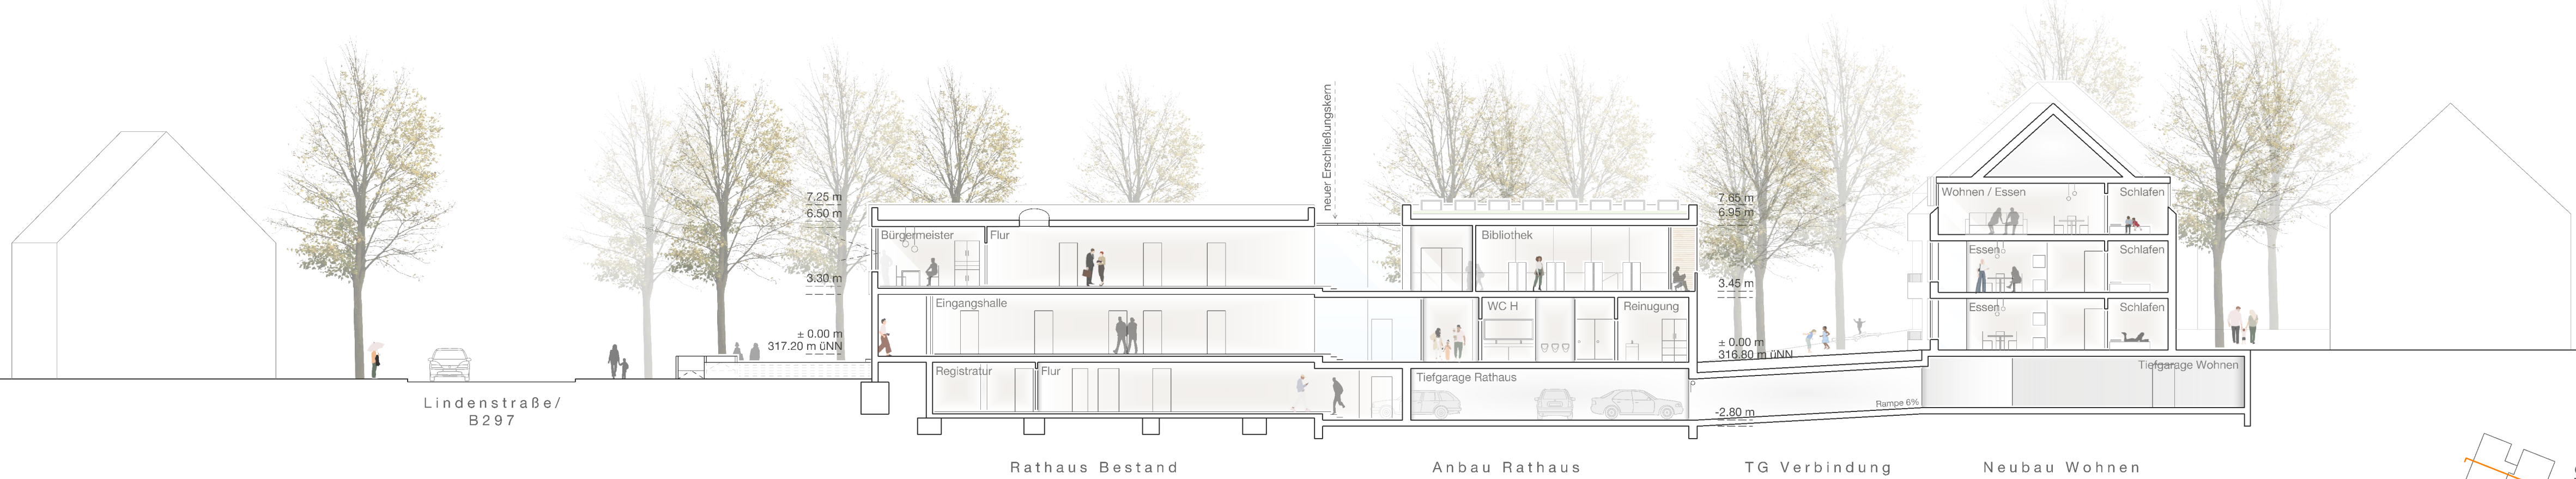 neuer Erschließungskern
7.25 m
6.50 m
3.30 m
± 0.00 m
317.20 m üNN
Bürgermeister
Flur
Eingangshalle
Registratur
Flur
Bibliothek
WC H
Reinugung
Tiefgarage Rathaus
7.65 m
6.95 m
3.45 m
± 0.00 m
316.80 m üNN
-2.80 m
Rampe 6%
Wohnen / Essen
Schlafen
Essen
Schlafen
Essen
Schlafen
Tiefgarage Wohnen
Lindenstraße/
B297
Rathaus Bestand
Anbau Rathaus
TG Verbindung
Neubau Wohnen